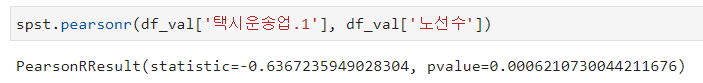 spst.pearsonr(df_val['택시운송업.1'], df_val['노선수'])
PearsonRResult(statistic=-0.6367235949028304, pvalue=0.0006210730044211676)